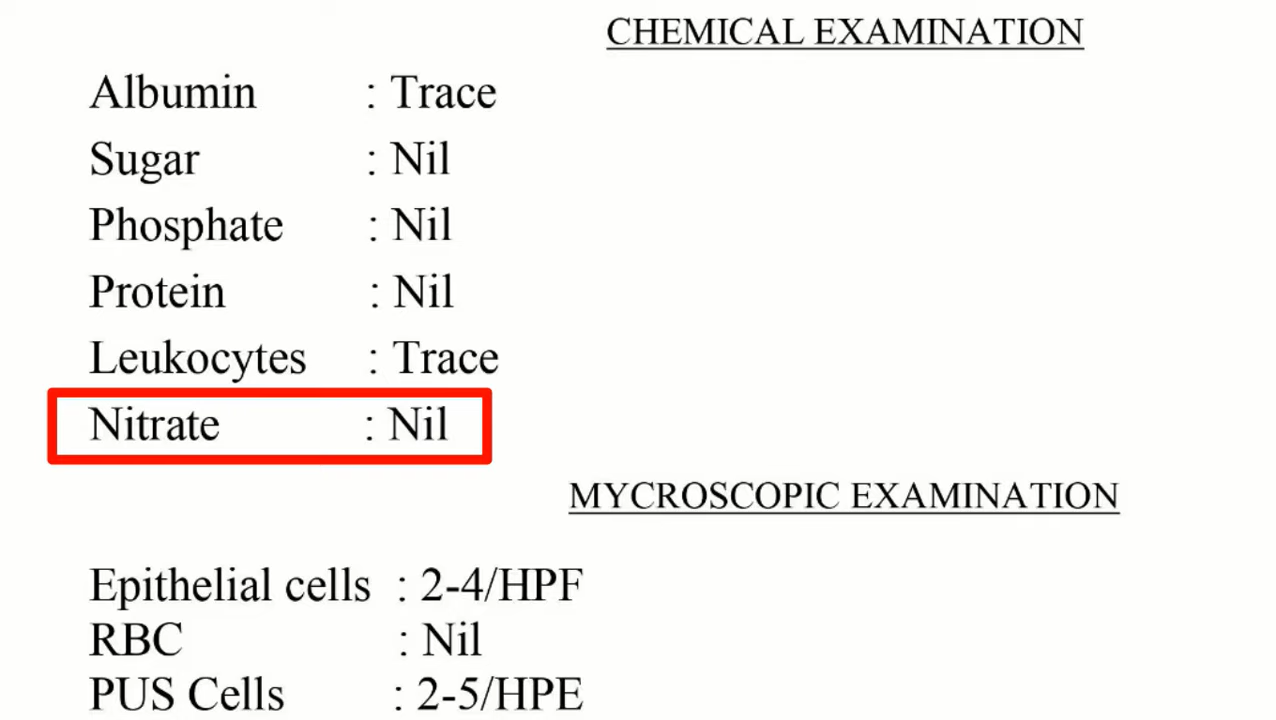 CHEMICAL EXAMINATION
Albumin : Trace
Sugar : Nil
Phosphate : Nil
Protein : Nil
Leukocytes : Trace
Nitrate : Nil
MYCROSCOPIC EXAMINATION
Epithelial cells : 2-4/HPF
RBC : Nil
PUS Cells : 2-5/HPE